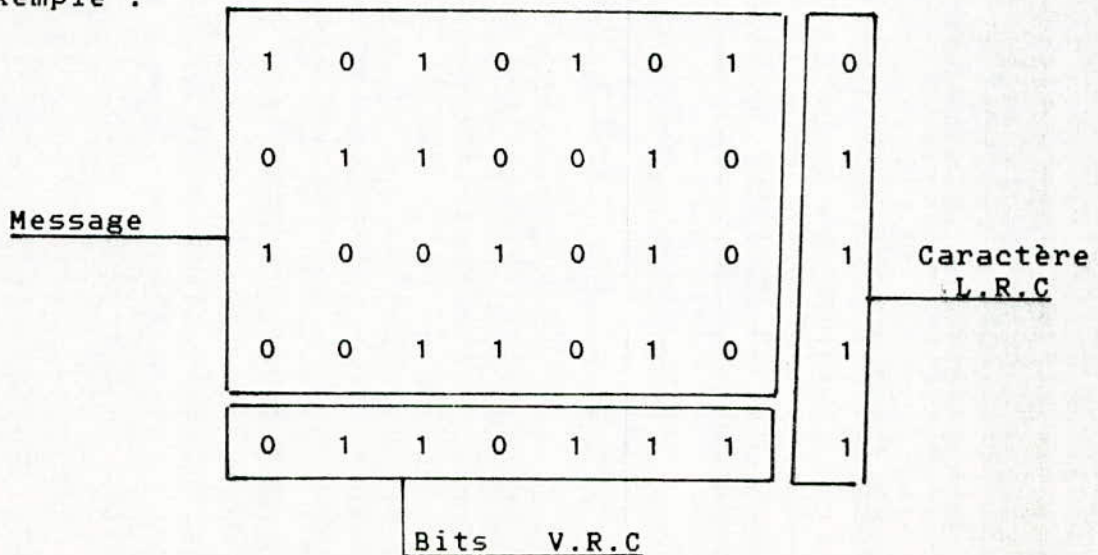 xemple :
1 0 1 0 1 0 1 0
0 1 1 0 0 1 0 1
Message
1 0 0 1 0 1 0 1
Caractère
L.R.C
0 0 1 1 0 1 0 1
0 1 1 0 1 1 1 1
Bits V.R.C